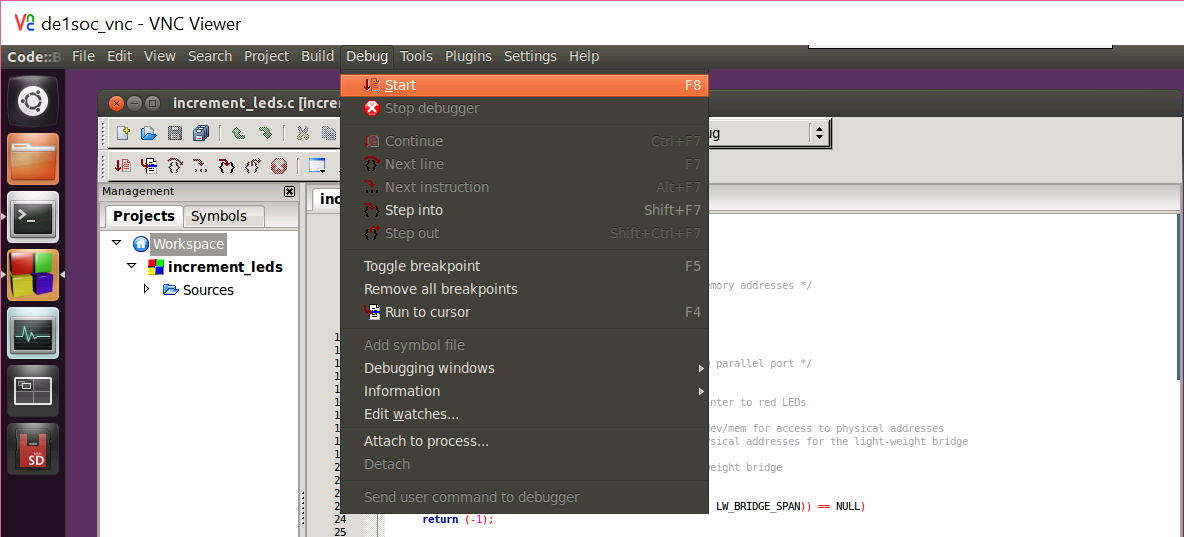 de1soc_vnc - VNC Viewer
Code::B File Edit View Search Project Build Debug Tools Plugins Settings Help
increment_leds.c [incre
Start F8
Stop debugger
Continue Ctrl+F7
Next line F7
Next instruction Alt+F7
Step into Shift+F7
Step out Shift+Ctrl+F7
Toggle breakpoint F5
Remove all breakpoints
Run to cursor F4
Add symbol file
Debugging windows
Information
Edit watches...
Attach to process...
Detach
Send user command to debugger
ug
Management
Projects Symbols
Workspace
increment_leds
Sources
SD
inc
emory addresses */
parallel port */
nter to red LEDs
dev/mem for access to physical addresses
ysical addresses for the light-weight bridge
weight bridge
LW_BRIDGE_SPAN)) == NULL)
24 return (-1);
25